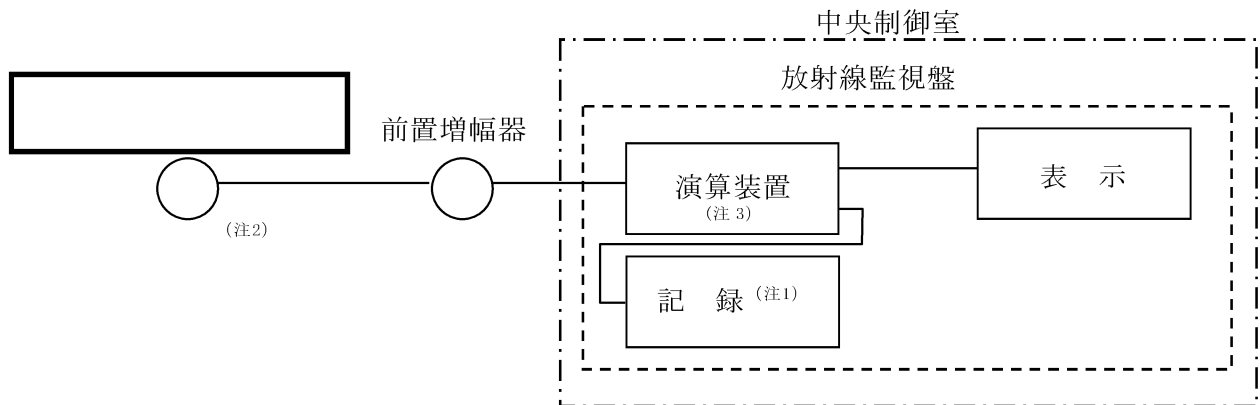 中央制御室
放射線監視盤
前置増幅器
(注2)
演算装置
(注3)
表 示
記 録 (注1)